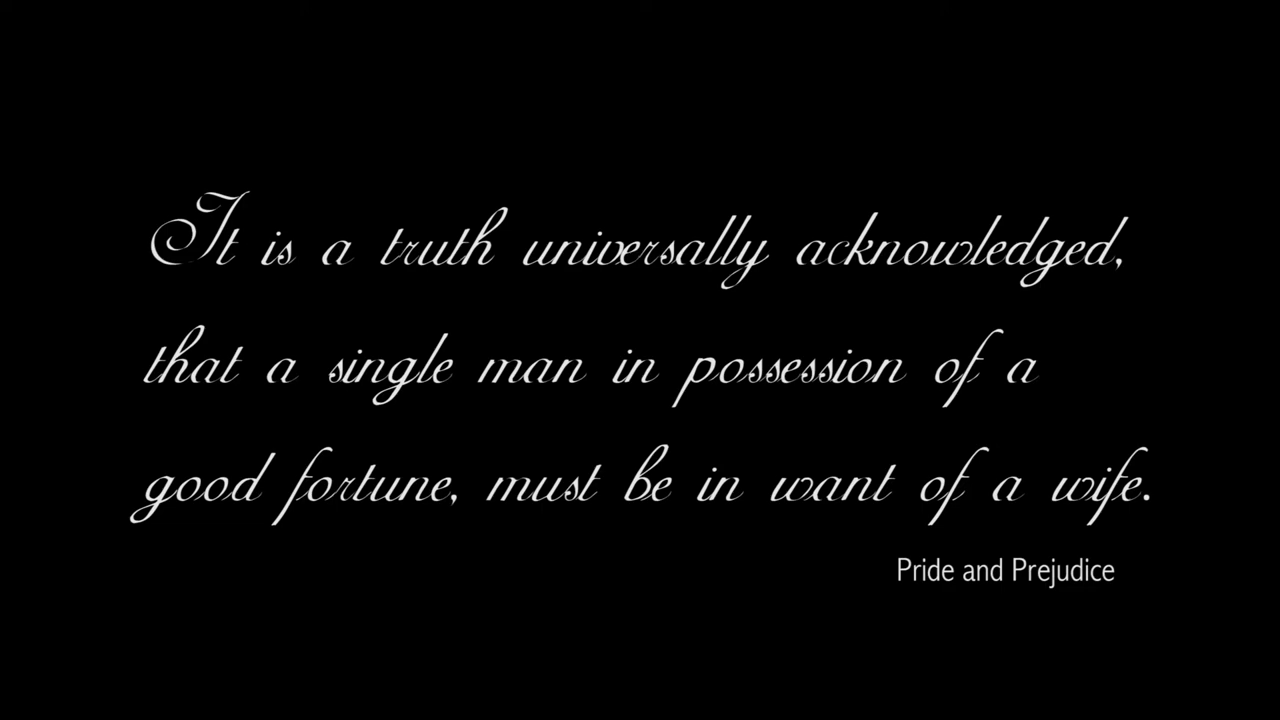 It is a truth universally acknowledged,
that a single man in possession of a
good fortune, must be in want of a wife.
Pride and Prejudice